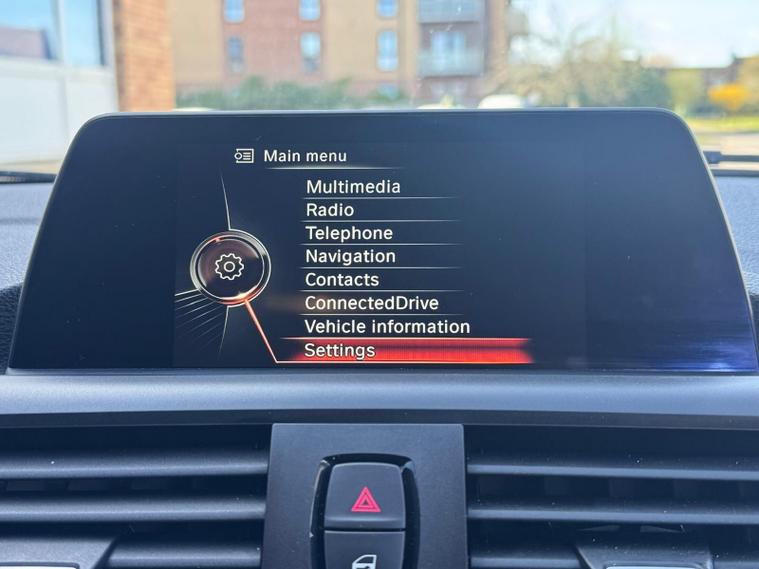 Main menu
Multimedia
Radio
Telephone
Navigation
Contacts
ConnectedDrive
Vehicle information
Settings